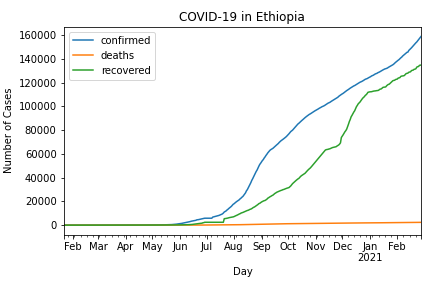 COVID-19 in Ethiopia
confirmed
deaths
recovered
160000
140000
120000
100000
80000
60000
40000
20000
0
Number of Cases
Feb Mar Apr May Jun Jul Aug Sep Oct Nov Dec Jan Feb
2021
Day